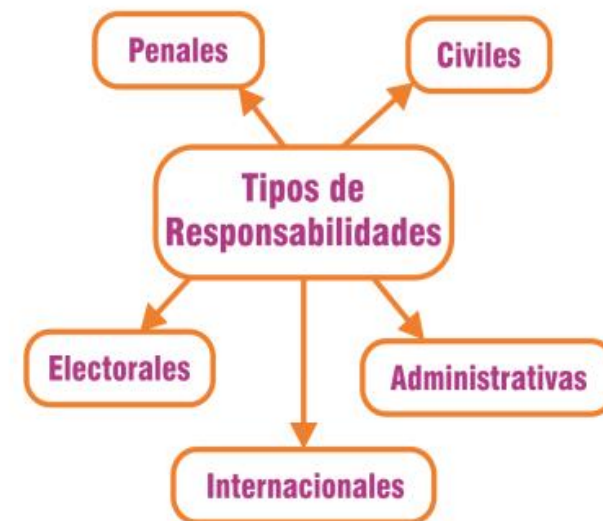 Penales
Civiles
Tipos de
Responsabilidades
Electorales
Administrativas
Internacionales